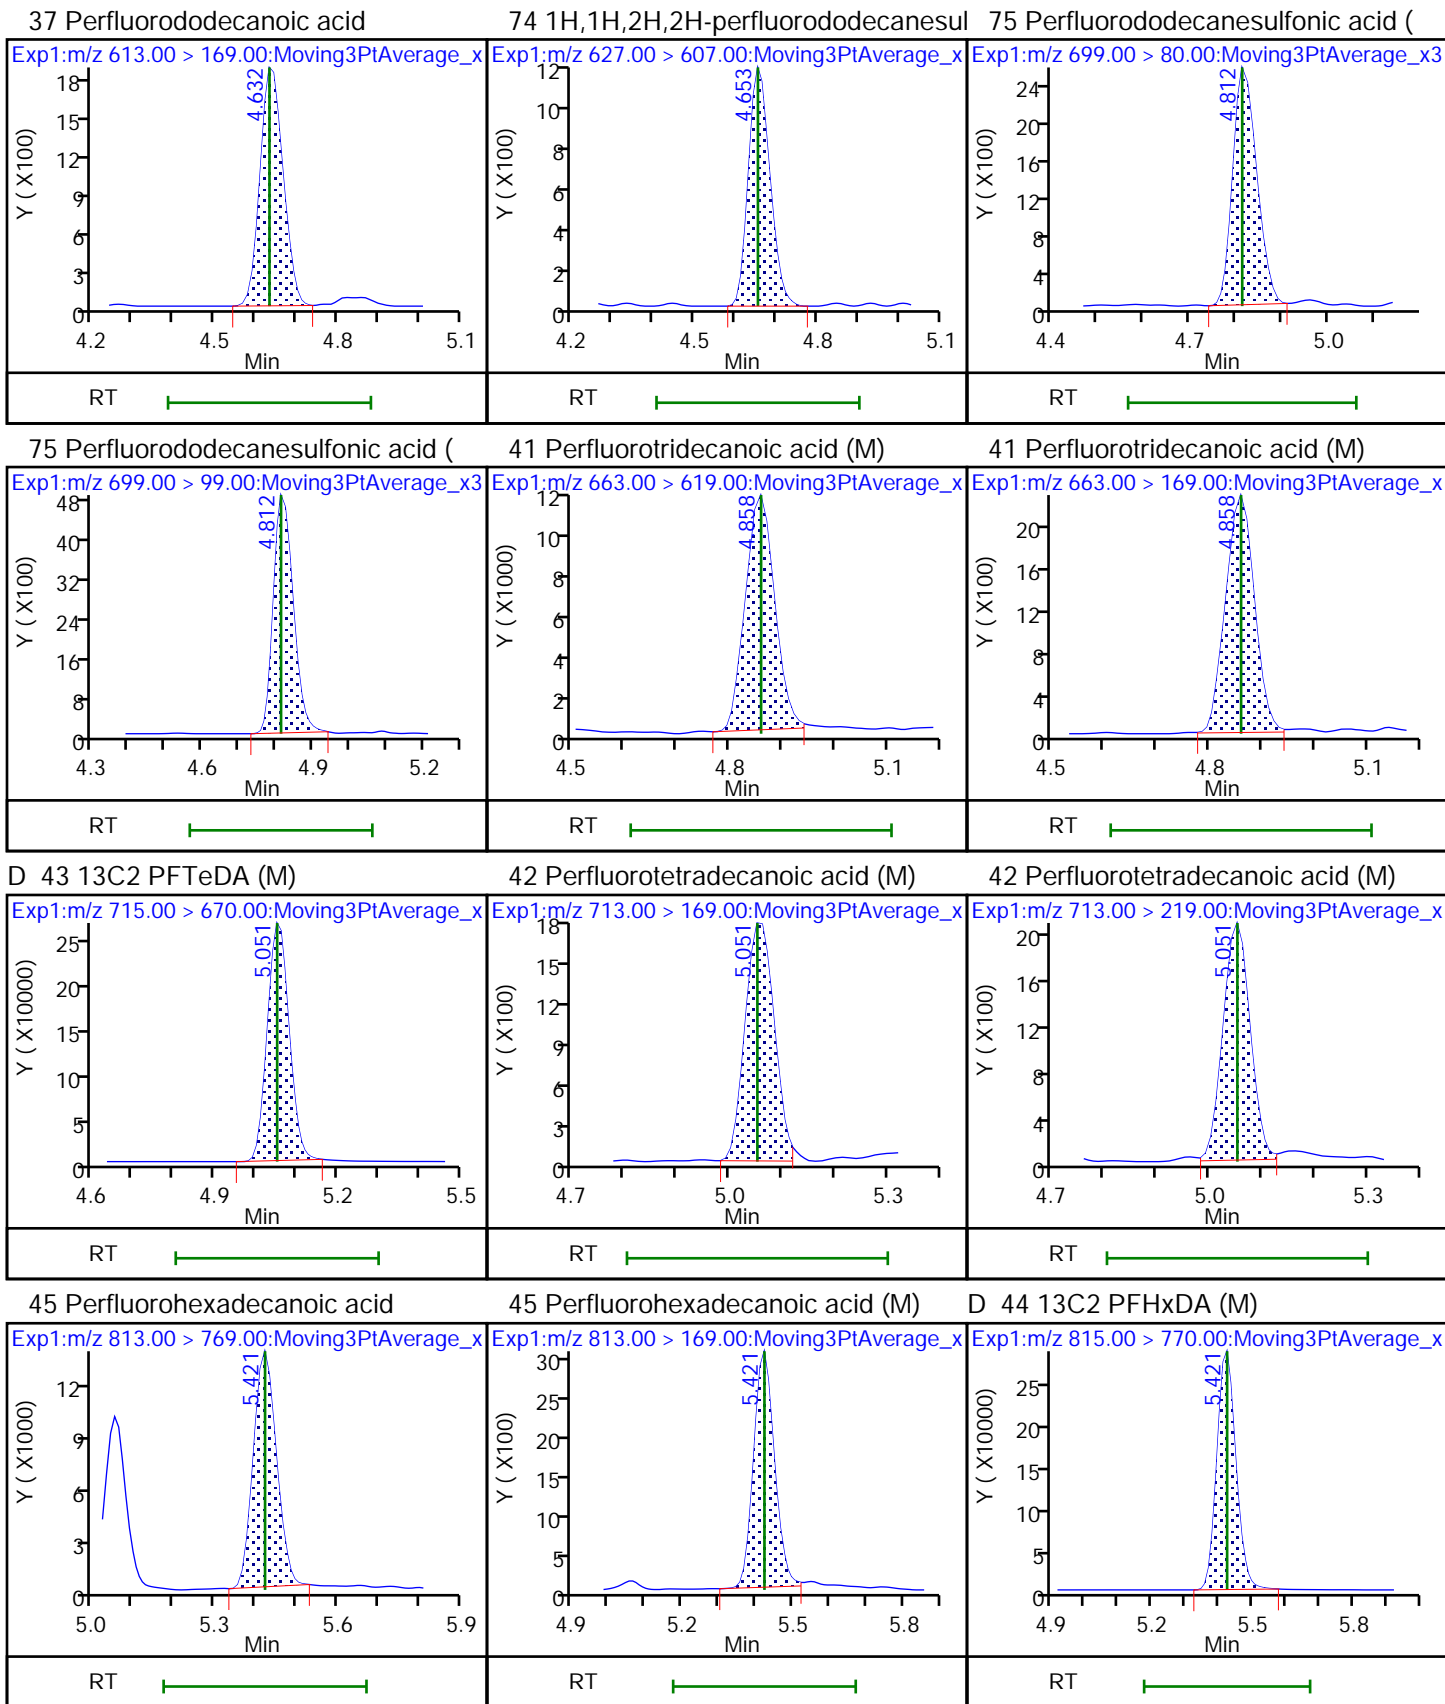 37 Perfluorododecanoic acid
Exp1:m/z 613.00 > 169.00:Moving3PtAverage_x
4.632
Y ( X100)
18
15
12
9
6
3
0
4.2 4.5 4.8 5.1
Min
RT
74 1H,1H,2H,2H-perfluorododecanesul
Exp1:m/z 627.00 > 607.00:Moving3PtAverage_x
4.653
Y ( X100)
12
10
8
6
4
2
0
4.2 4.5 4.8 5.1
Min
RT
75 Perfluorododecanesulfonic acid (
Exp1:m/z 699.00 > 80.00:Moving3PtAverage_x3
4.812
Y ( X100)
24
20
16
12
8
4
0
4.4 4.7 5.0
Min
RT
75 Perfluorododecanesulfonic acid (
Exp1:m/z 699.00 > 99.00:Moving3PtAverage_x3
4.812
Y ( X100)
48
40
32
24
16
8
0
4.3 4.6 4.9 5.2
Min
RT
41 Perfluorotridecanoic acid (M)
Exp1:m/z 663.00 > 619.00:Moving3PtAverage_x
4.858
Y ( X1000)
12
10
8
6
4
2
0
4.5 4.8 5.1
Min
RT
41 Perfluorotridecanoic acid (M)
Exp1:m/z 663.00 > 169.00:Moving3PtAverage_x
4.858
Y ( X100)
20
16
12
8
4
0
4.5 4.8 5.1
Min
RT
D 43 13C2 PFTeDA (M)
Exp1:m/z 715.00 > 670.00:Moving3PtAverage_x
5.051
Y ( X10000)
25
20
15
10
5
0
4.6 4.9 5.2 5.5
Min
RT
42 Perfluorotetradecanoic acid (M)
Exp1:m/z 713.00 > 169.00:Moving3PtAverage_x
5.051
Y ( X100)
18
15
12
9
6
3
0
4.7 5.0 5.3
Min
RT
42 Perfluorotetradecanoic acid (M)
Exp1:m/z 713.00 > 219.00:Moving3PtAverage_x
5.051
Y ( X100)
20
16
12
8
4
0
4.7 5.0 5.3
Min
RT
45 Perfluorohexadecanoic acid
Exp1:m/z 813.00 > 769.00:Moving3PtAverage_x
5.421
Y ( X1000)
12
9
6
3
0
5.0 5.3 5.6 5.9
Min
RT
45 Perfluorohexadecanoic acid (M)
Exp1:m/z 813.00 > 169.00:Moving3PtAverage_x
5.421
Y ( X100)
30
25
20
15
10
5
0
4.9 5.2 5.5 5.8
Min
RT
D 44 13C2 PFHxDA (M)
Exp1:m/z 815.00 > 770.00:Moving3PtAverage_x
5.421
Y ( X10000)
25
20
15
10
5
0
4.9 5.2 5.5 5.8
Min
RT